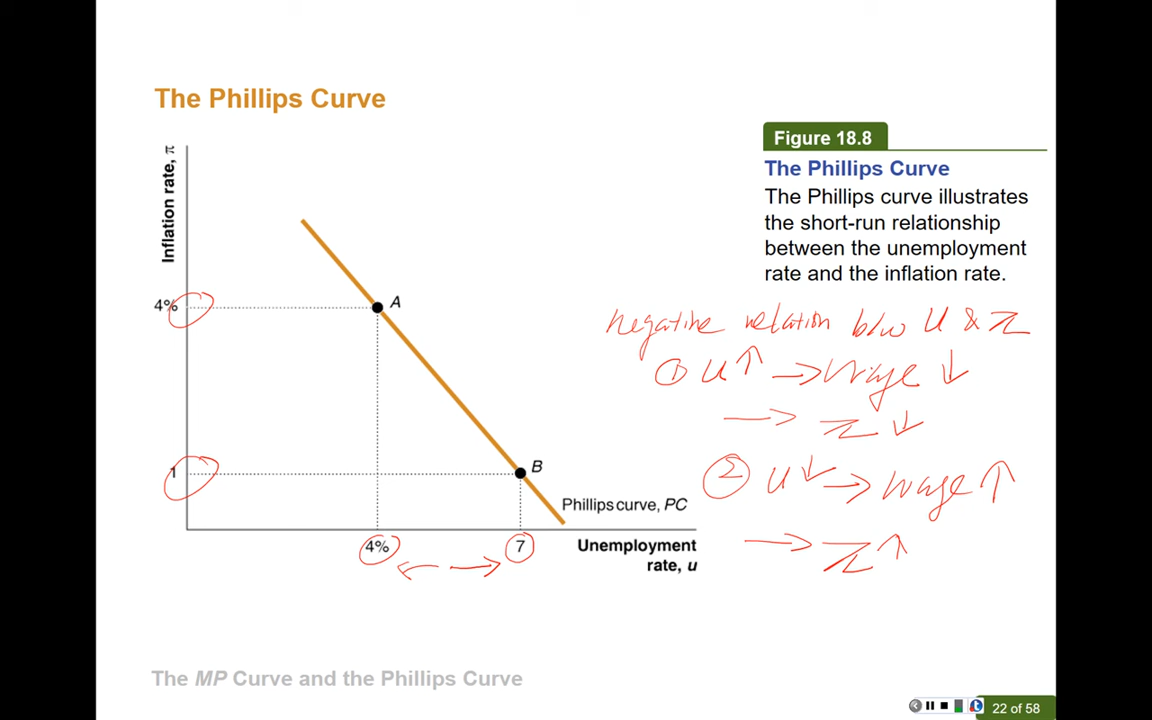 The Phillips Curve
Inflation rate, π
4%
A
1
B
Phillips curve, PC
4%
7
Unemployment
rate, u
Figure 18.8
The Phillips Curve
The Phillips curve illustrates
the short-run relationship
between the unemployment
rate and the inflation rate.
negative relation b/w U & π
① u ↑ → wage ↓
→ π ↓
② u ↓ → wage ↑
→ π ↑
The MP Curve and the Phillips Curve
22 of 58